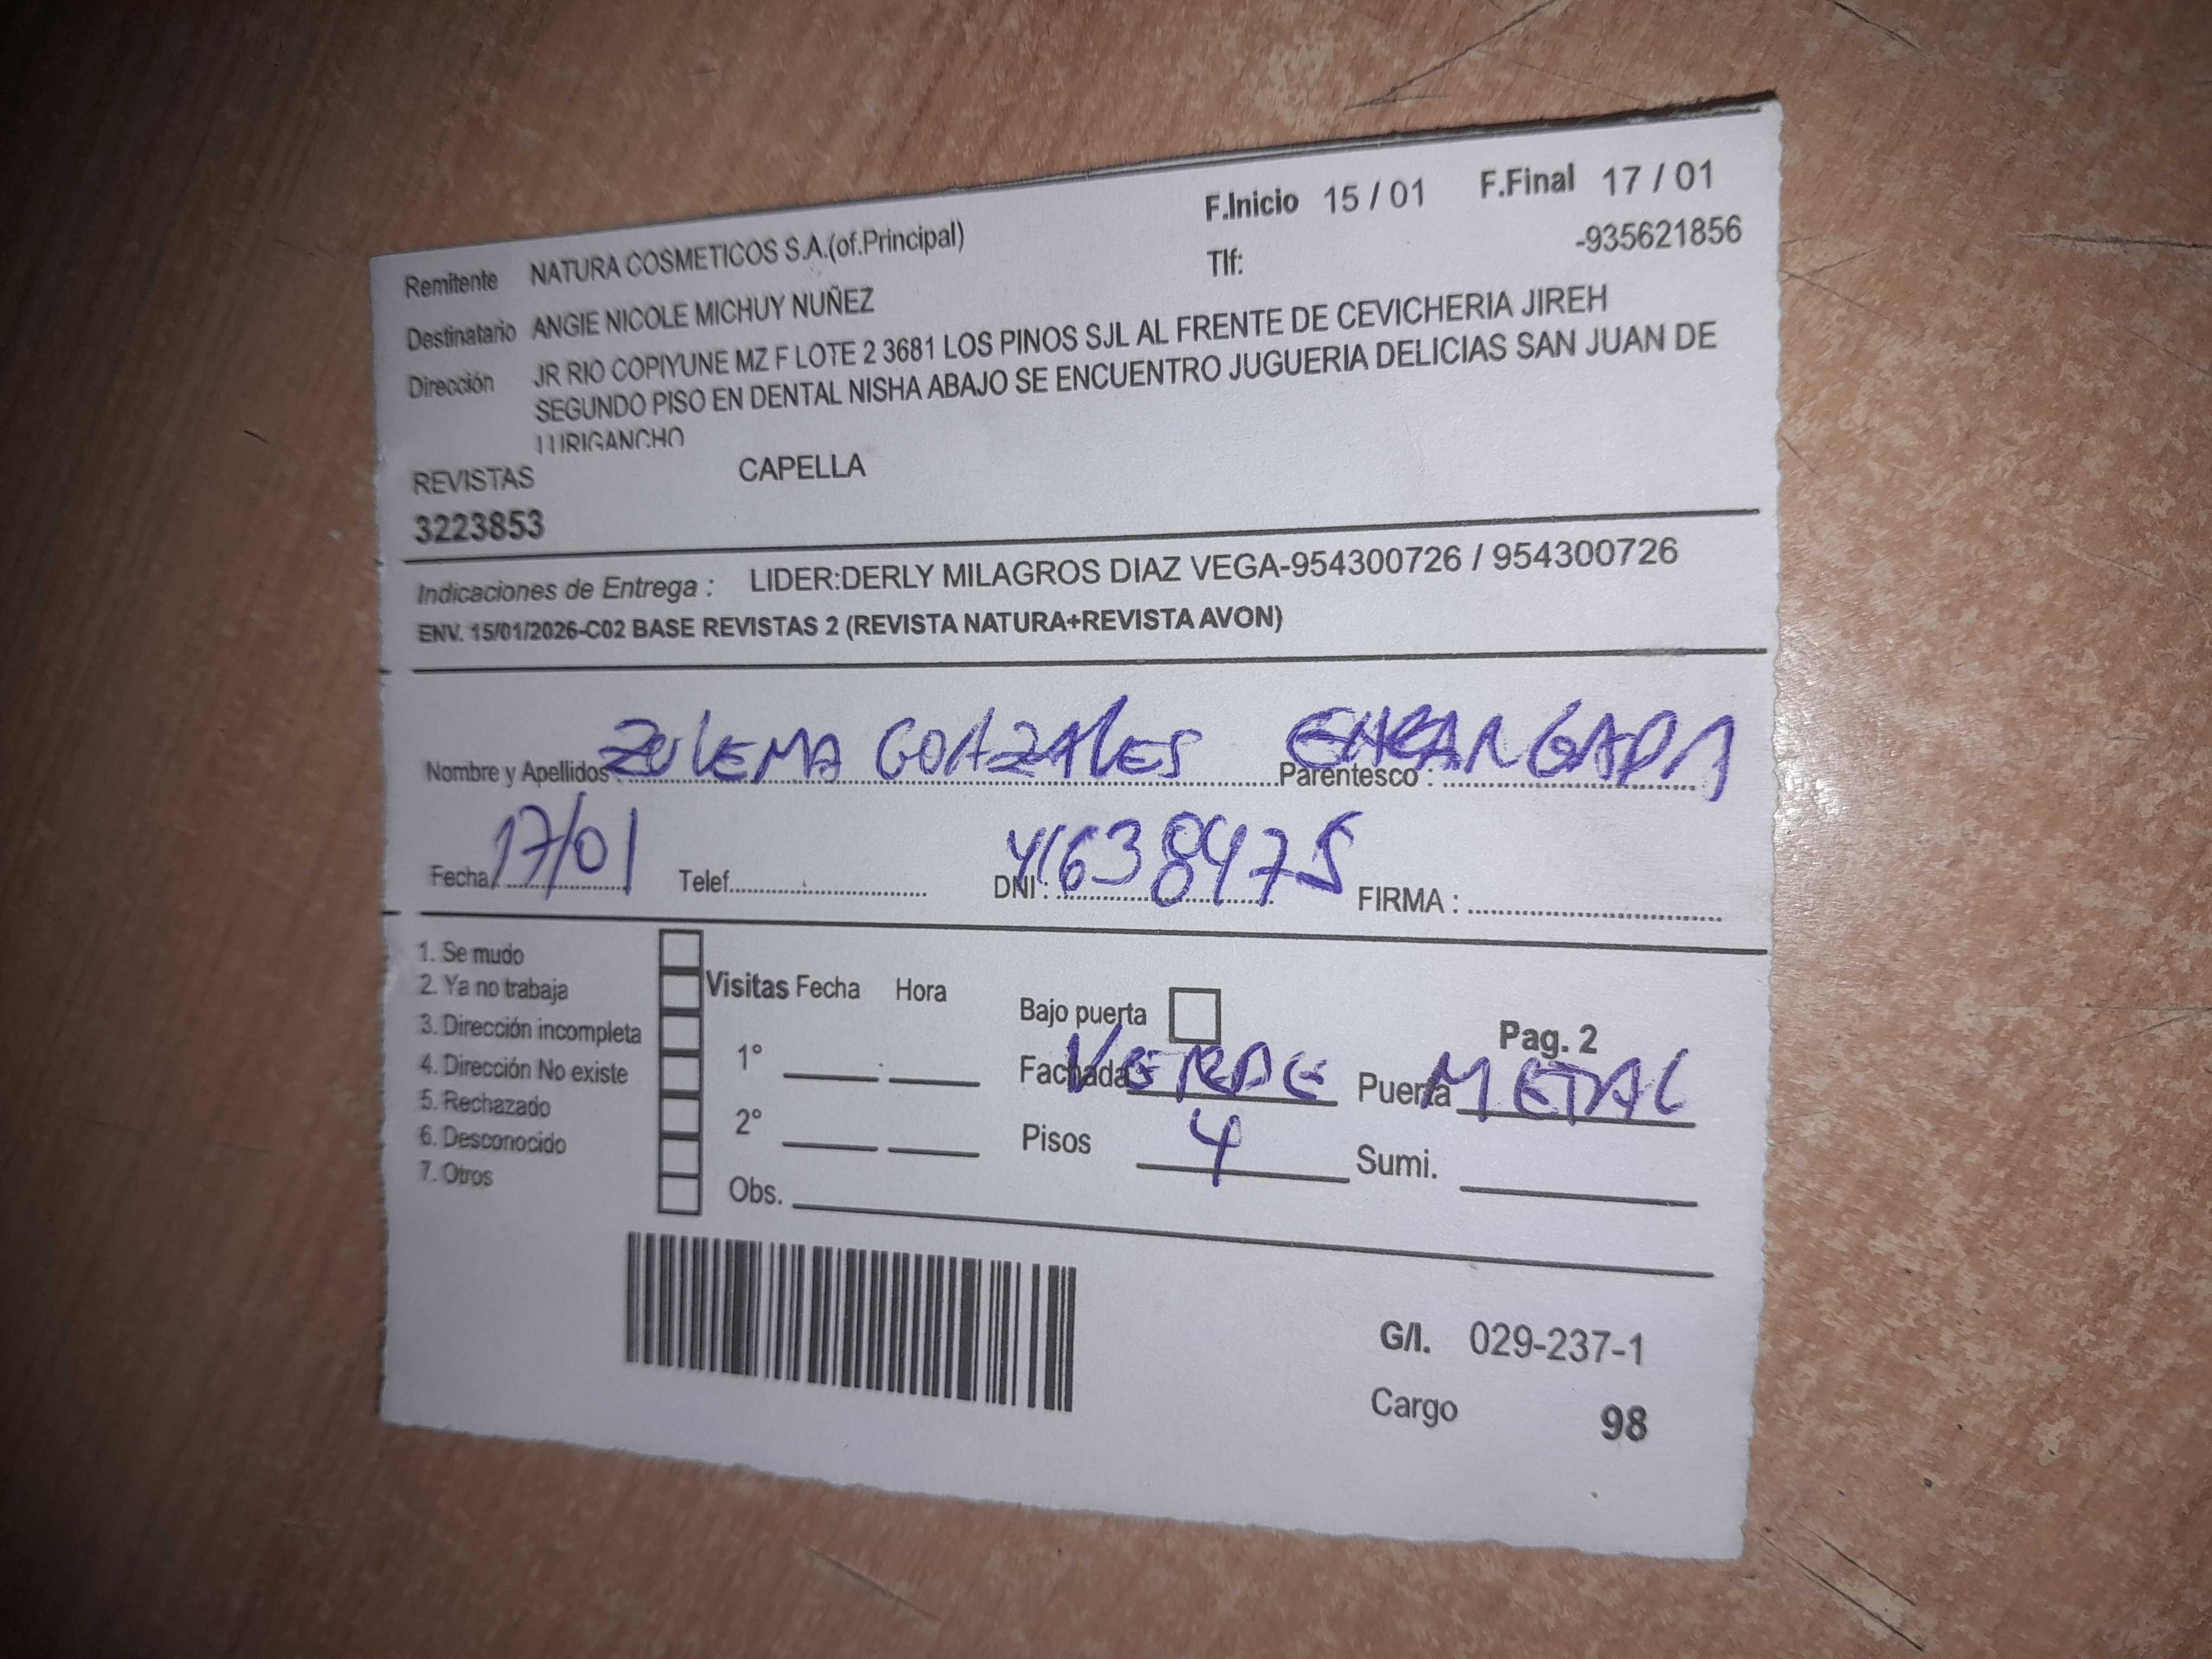 F.Inicio 15 / 01 F.Final 17 / 01
Remitente NATURA COSMETICOS S.A.(of.Principal) Tlf: -935621856
Destinatario ANGIE NICOLE MICHUY NUÑEZ
Dirección JR RIO COPIYUNE MZ F LOTE 2 3681 LOS PINOS SJL AL FRENTE DE CEVICHERIA JIREH
SEGUNDO PISO EN DENTAL NISHA ABAJO SE ENCUENTRO JUGUERIA DELICIAS SAN JUAN DE
LURIGANCHO
REVISTAS CAPELLA
3223853
Indicaciones de Entrega : LIDER:DERLY MILAGROS DIAZ VEGA-954300726 / 954300726
ENV. 15/01/2026-C02 BASE REVISTAS 2 (REVISTA NATURA+REVISTA AVON)
Nombre y Apellidos ZULEMA GONZALES Parentesco : ENCARGADA
Fecha 17/01 Telef. DNI : 41638475 FIRMA :
1. Se mudo
2. Ya no trabaja Visitas Fecha Hora Bajo puerta
3. Dirección incompleta Pag. 2
4. Dirección No existe 1° Fachada VERDE Puerta METAL
5. Rechazado
6. Desconocido 2° Pisos 4 Sumi.
7. Otros Obs.
G/I. 029-237-1
Cargo 98